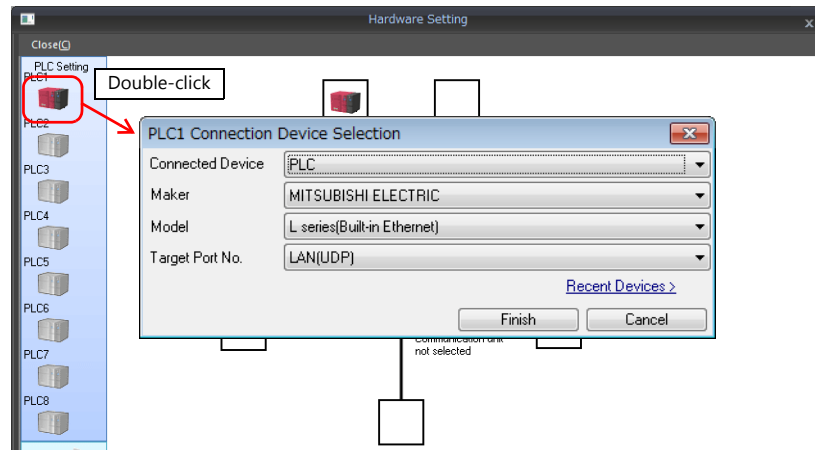 Hardware Setting
x
Close(C)
PLC Setting
PLC1
Double-click
PLC2
PLC3
PLC4
PLC5
PLC6
PLC7
PLC8
PLC1 Connection Device Selection
Connected Device PLC
Maker MITSUBISHI ELECTRIC
Model L series(Built-in Ethernet)
Target Port No. LAN(UDP)
Recent Devices >
Finish Cancel
Communication unit
not selected